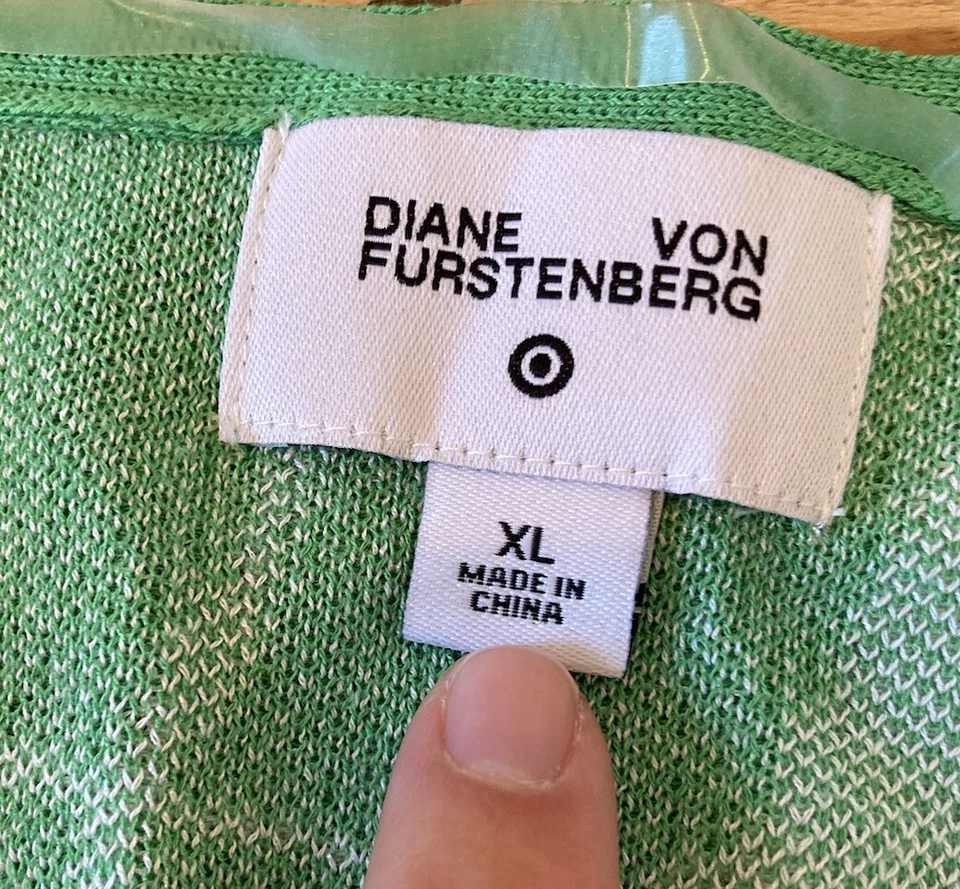 DIANE VON
FURSTENBERG
XL
MADE IN
CHINA